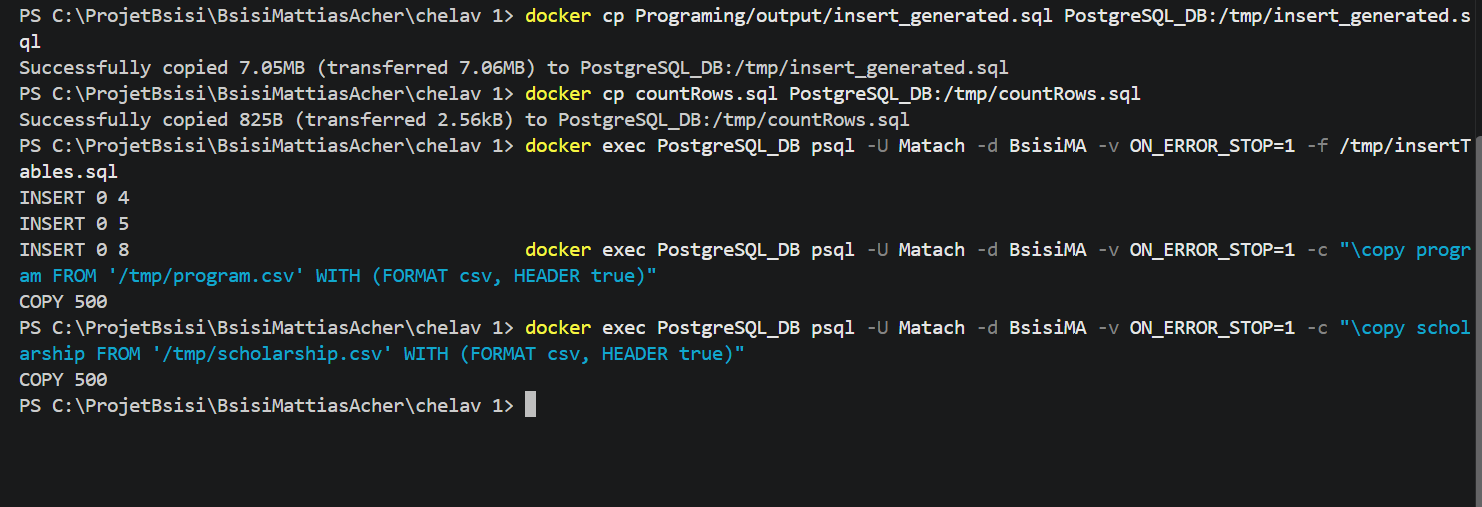 PS C:\ProjetBsisi\BsisiMattiasAcher\chelav 1> docker cp Programing/output/insert_generated.sql PostgreSQL_DB:/tmp/insert_generated.s
ql
Successfully copied 7.05MB (transferred 7.06MB) to PostgreSQL_DB:/tmp/insert_generated.sql
PS C:\ProjetBsisi\BsisiMattiasAcher\chelav 1> docker cp countRows.sql PostgreSQL_DB:/tmp/countRows.sql
Successfully copied 825B (transferred 2.56kB) to PostgreSQL_DB:/tmp/countRows.sql
PS C:\ProjetBsisi\BsisiMattiasAcher\chelav 1> docker exec PostgreSQL_DB psql -U Matach -d BsisiMA -v ON_ERROR_STOP=1 -f /tmp/insertT
ables.sql
INSERT 0 4
INSERT 0 5
INSERT 0 8 docker exec PostgreSQL_DB psql -U Matach -d BsisiMA -v ON_ERROR_STOP=1 -c "\copy progr
am FROM '/tmp/program.csv' WITH (FORMAT csv, HEADER true)"
COPY 500
PS C:\ProjetBsisi\BsisiMattiasAcher\chelav 1> docker exec PostgreSQL_DB psql -U Matach -d BsisiMA -v ON_ERROR_STOP=1 -c "\copy schol
arship FROM '/tmp/scholarship.csv' WITH (FORMAT csv, HEADER true)"
COPY 500
PS C:\ProjetBsisi\BsisiMattiasAcher\chelav 1>